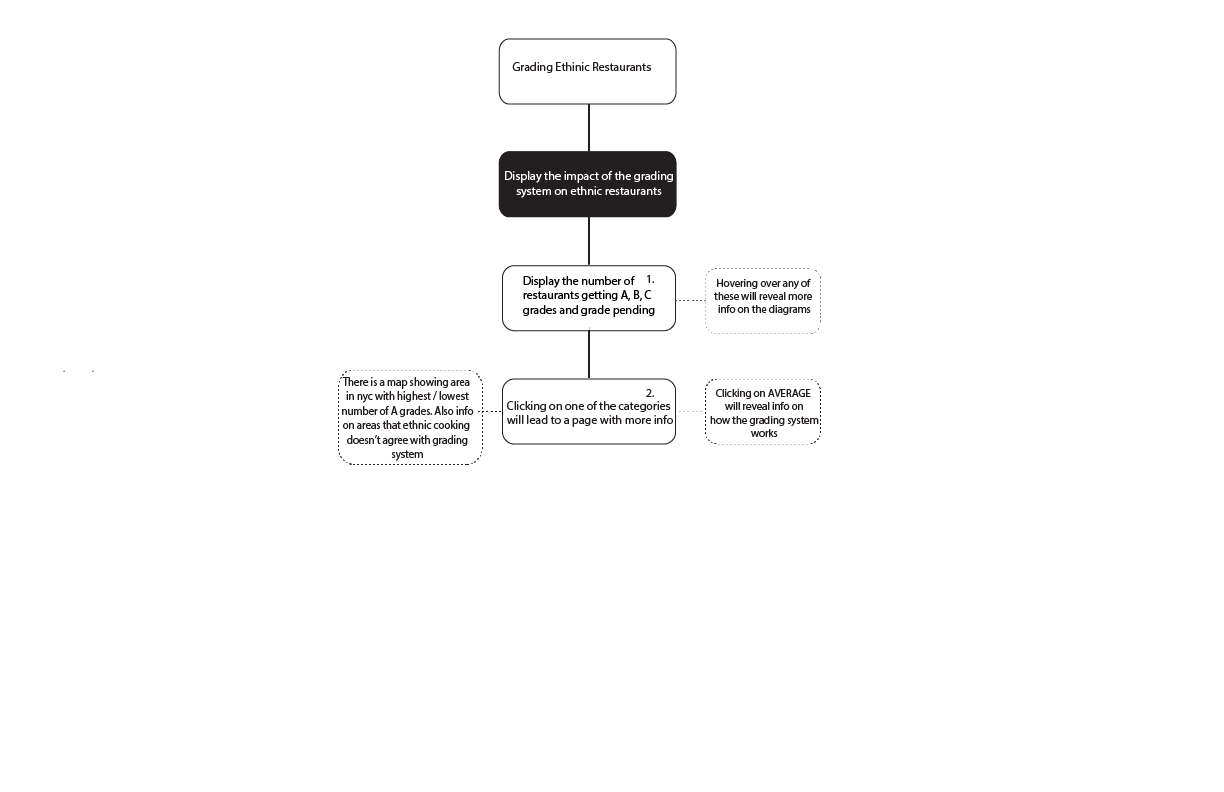 Grading Ethinic Restaurants
Display the impact of the grading
system on ethnic restaurants
Display the number of 1.
restaurants getting A, B, C
grades and grade pending
Hovering over any of
these will reveal more
info on the diagrams
There is a map showing area
in nyc with highest / lowest
number of A grades. Also info
on areas that ethnic cooking
doesn't agree with grading
system
2.
Clicking on one of the categories
will lead to a page with more info
Clicking on AVERAGE
will reveal info on
how the grading system
works